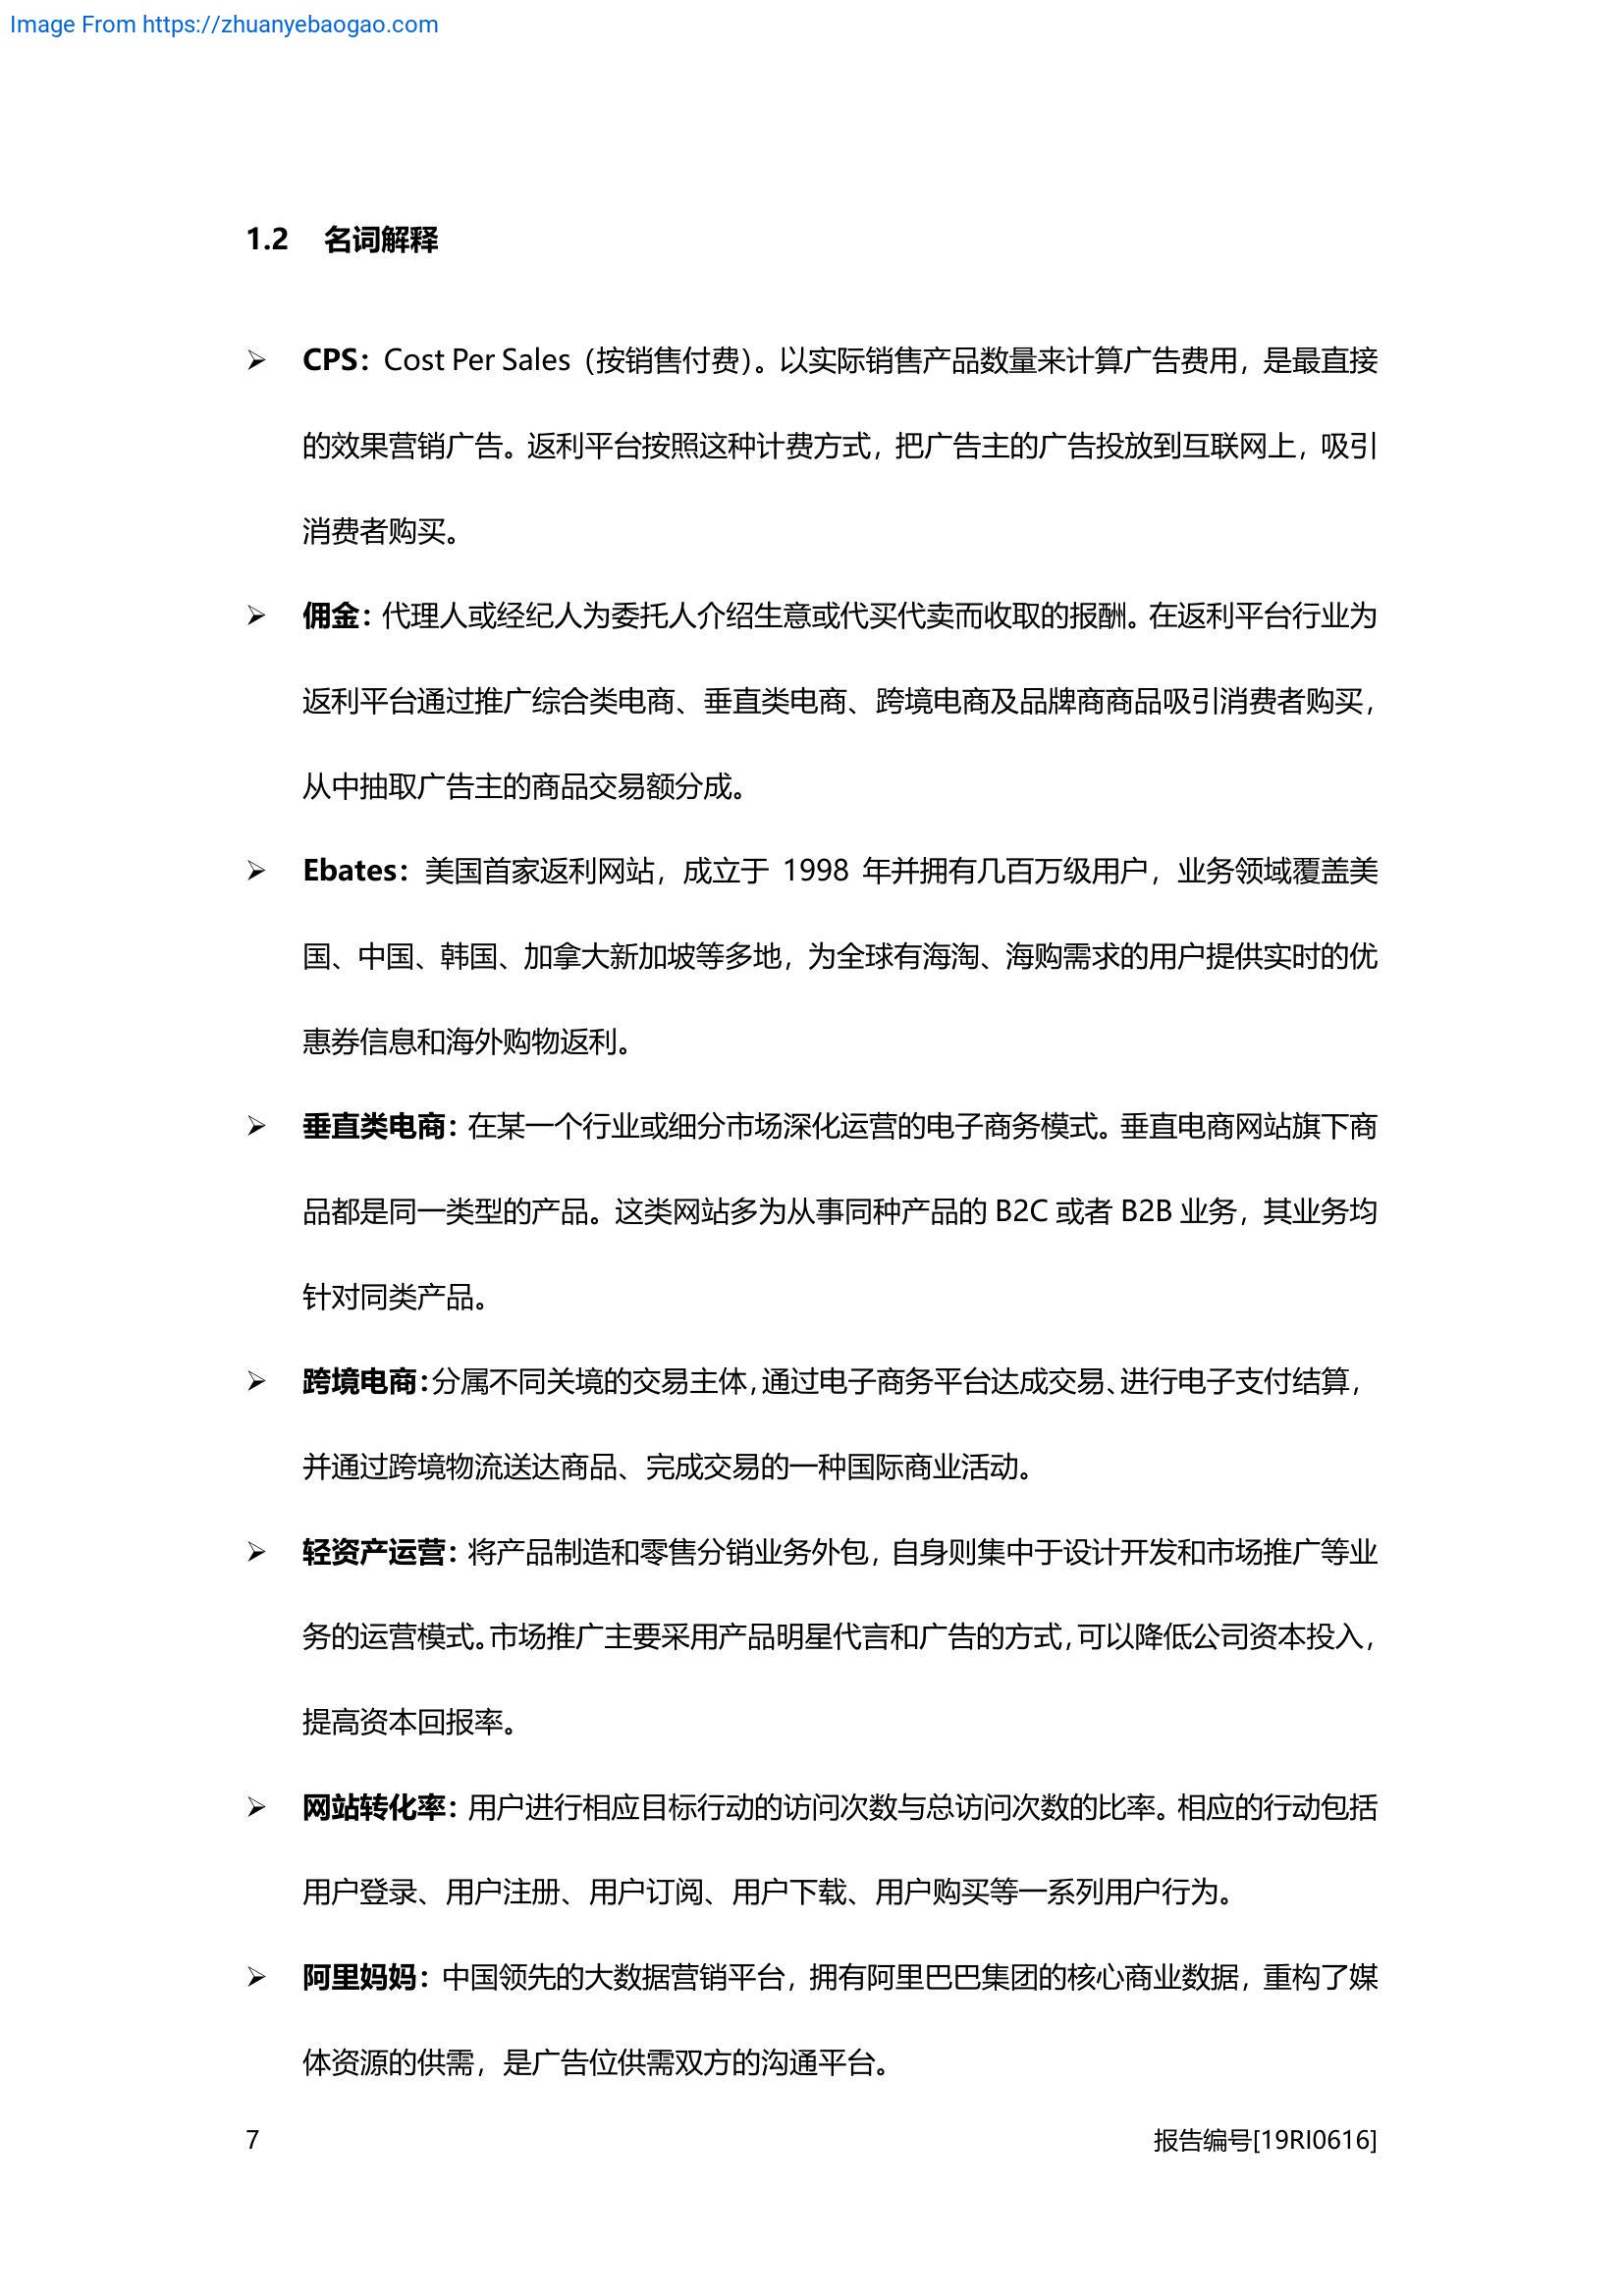 Image From https://zhuanyebaogao.com
1.2 名词解释
➢ CPS：Cost Per Sales（按销售付费）。以实际销售产品数量来计算广告费用，是最直接
的效果营销广告。返利平台按照这种计费方式，把广告主的广告投放到互联网上，吸引
消费者购买。
➢ 佣金：代理人或经纪人为委托人介绍生意或代买代卖而收取的报酬。在返利平台行业为
返利平台通过推广综合类电商、垂直类电商、跨境电商及品牌商商品吸引消费者购买，
从中抽取广告主的商品交易额分成。
➢ Ebates：美国首家返利网站，成立于 1998 年并拥有几百万级用户，业务领域覆盖美
国、中国、韩国、加拿大新加坡等多地，为全球有海淘、海购需求的用户提供实时的优
惠券信息和海外购物返利。
➢ 垂直类电商：在某一个行业或细分市场深化运营的电子商务模式。垂直电商网站旗下商
品都是同一类型的产品。这类网站多为从事同种产品的 B2C 或者 B2B 业务，其业务均
针对同类产品。
➢ 跨境电商：分属不同关境的交易主体，通过电子商务平台达成交易、进行电子支付结算，
并通过跨境物流送达商品、完成交易的一种国际商业活动。
➢ 轻资产运营：将产品制造和零售分销业务外包，自身则集中于设计开发和市场推广等业
务的运营模式。市场推广主要采用产品明星代言和广告的方式，可以降低公司资本投入，
提高资本回报率。
➢ 网站转化率：用户进行相应目标行动的访问次数与总访问次数的比率。相应的行动包括
用户登录、用户注册、用户订阅、用户下载、用户购买等一系列用户行为。
➢ 阿里妈妈：中国领先的大数据营销平台，拥有阿里巴巴集团的核心商业数据，重构了媒
体资源的供需，是广告位供需双方的沟通平台。
7 报告编号[19RI0616]